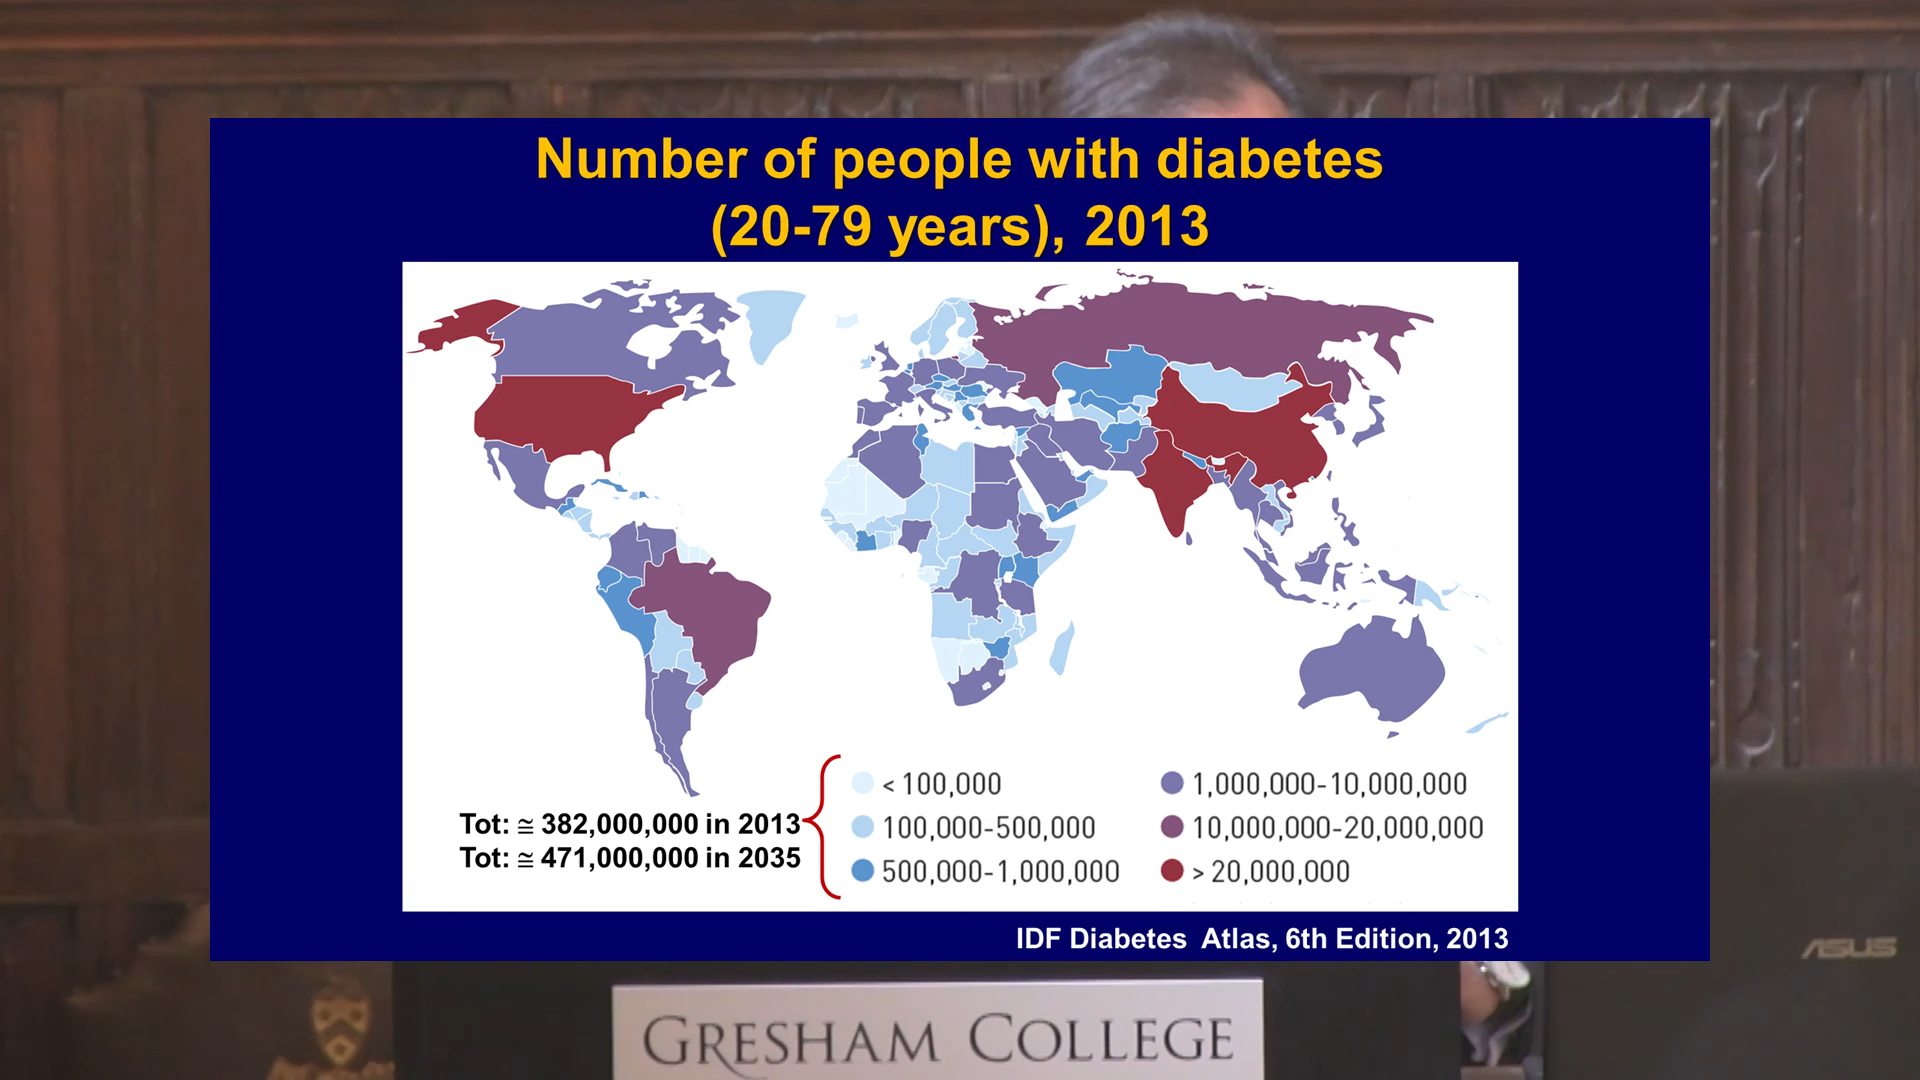 Number of people with diabetes
(20-79 years), 2013
Tot: ≅ 382,000,000 in 2013
Tot: ≅ 471,000,000 in 2035
< 100,000
100,000-500,000
500,000-1,000,000
1,000,000-10,000,000
10,000,000-20,000,000
> 20,000,000
IDF Diabetes Atlas, 6th Edition, 2013
ASUS
GRESHAM COLLEGE